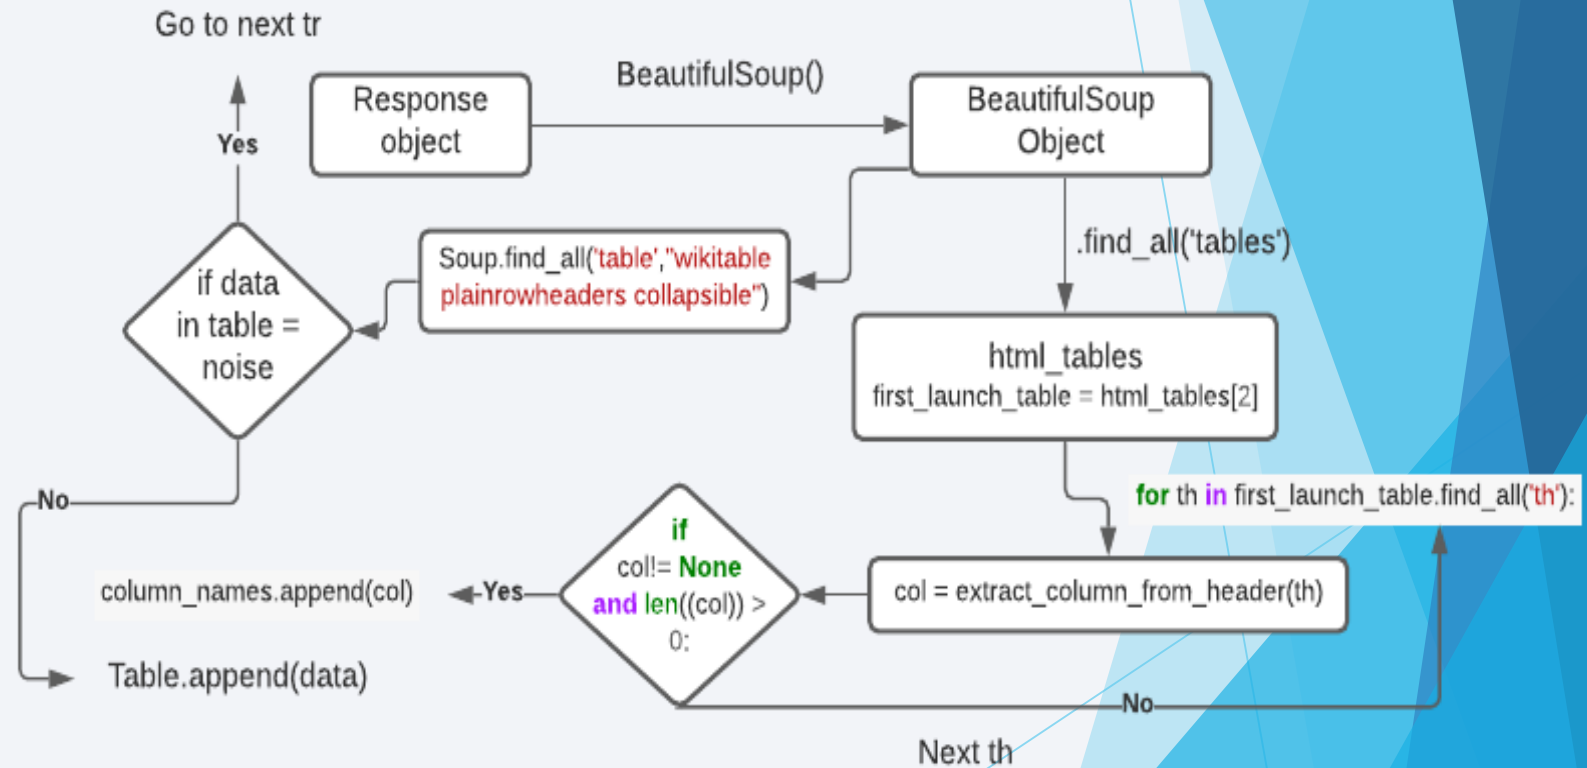 Go to next tr
Yes
Response
object
BeautifulSoup()
BeautifulSoup
Object
.find_all('tables')
Soup.find_all('table',"wikitable
plainrowheaders collapsible")
if data
in table =
noise
html_tables
first_launch_table = html_tables[2]
No
for th in first_launch_table.find_all('th'):
if
col!= None
and len((col)) >
0:
col = extract_column_from_header(th)
Yes
column_names.append(col)
Table.append(data)
No
Next th